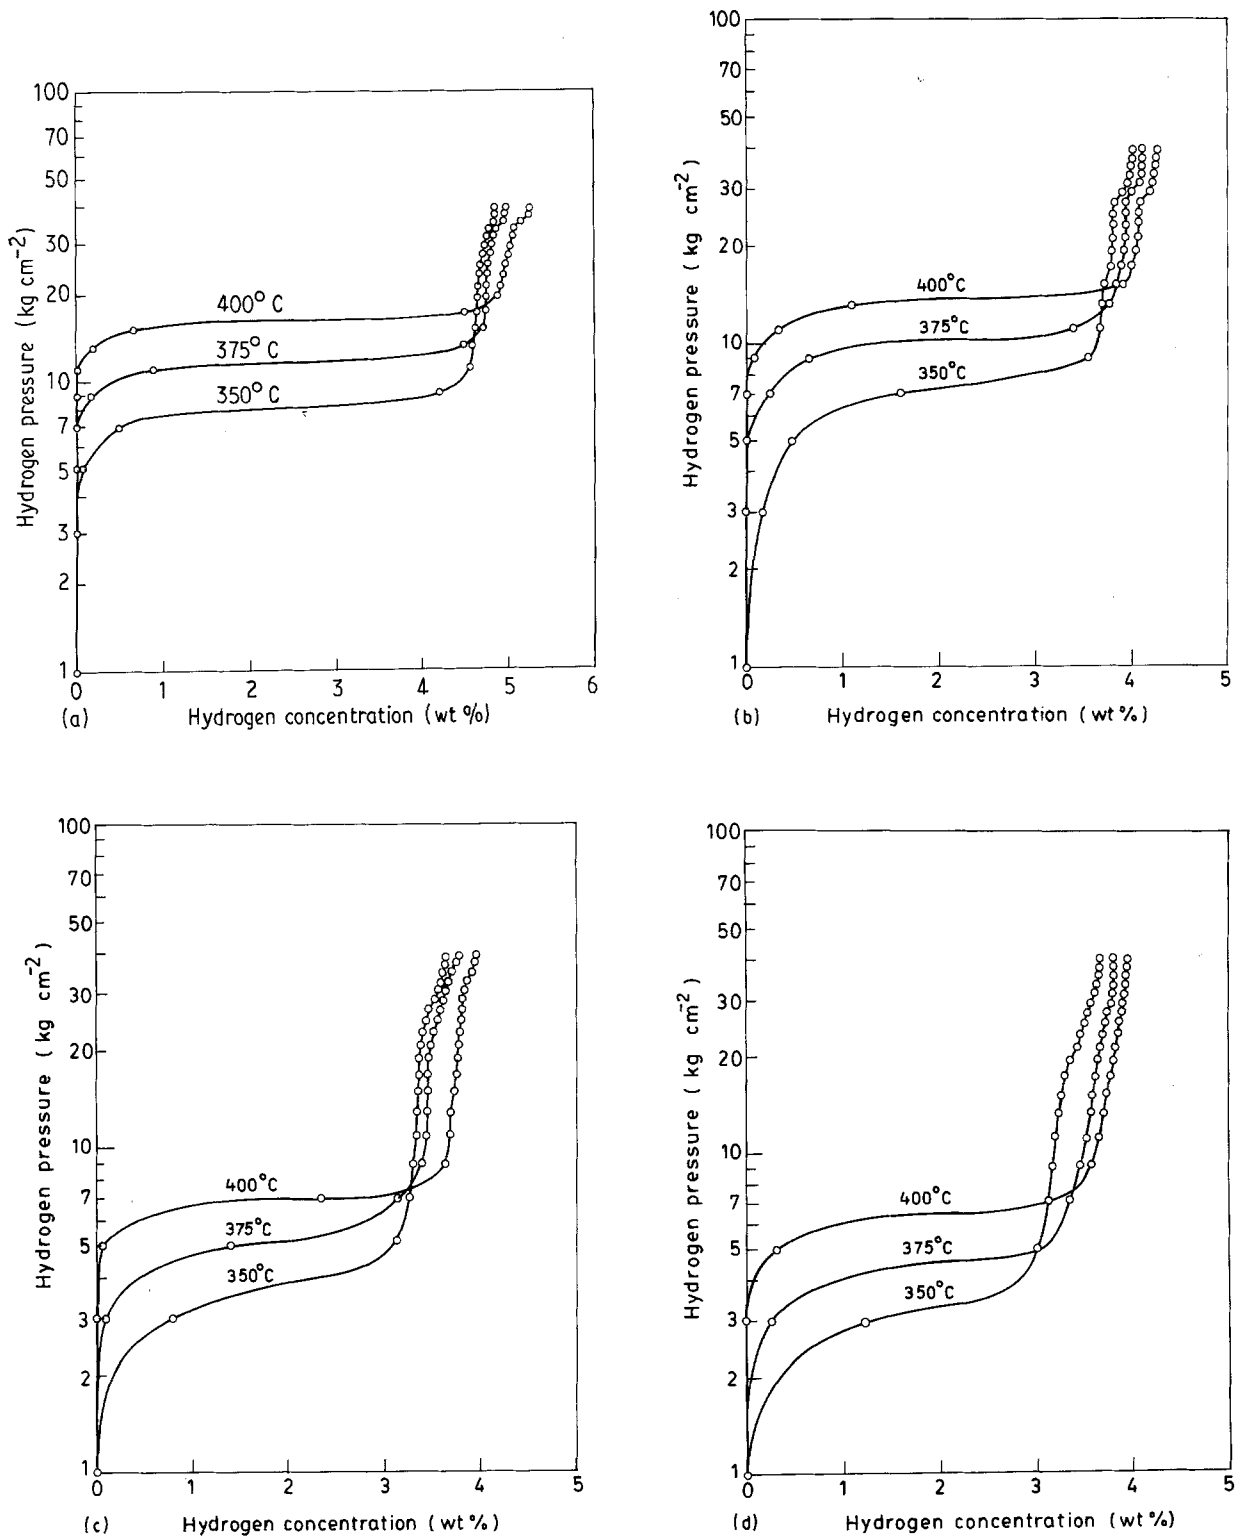 100
70
50
30
20
10
7
5
3
2
1
Hydrogen pressure (kg cm⁻²)
400°C
375°C
350°C
0 1 2 3 4 5 6
(a) Hydrogen concentration (wt %)
100
70
50
30
20
10
7
5
3
2
1
Hydrogen pressure (kg cm⁻²)
400°C
375°C
350°C
0 1 2 3 4 5
(b) Hydrogen concentration (wt %)
100
70
50
30
20
10
7
5
3
2
1
Hydrogen pressure (kg cm⁻²)
400°C
375°C
350°C
0 1 2 3 4 5
(c) Hydrogen concentration (wt %)
100
70
50
30
20
10
7
5
3
2
1
Hydrogen pressure (kg cm⁻²)
400°C
375°C
350°C
0 1 2 3 4 5
(d) Hydrogen concentration (wt %)